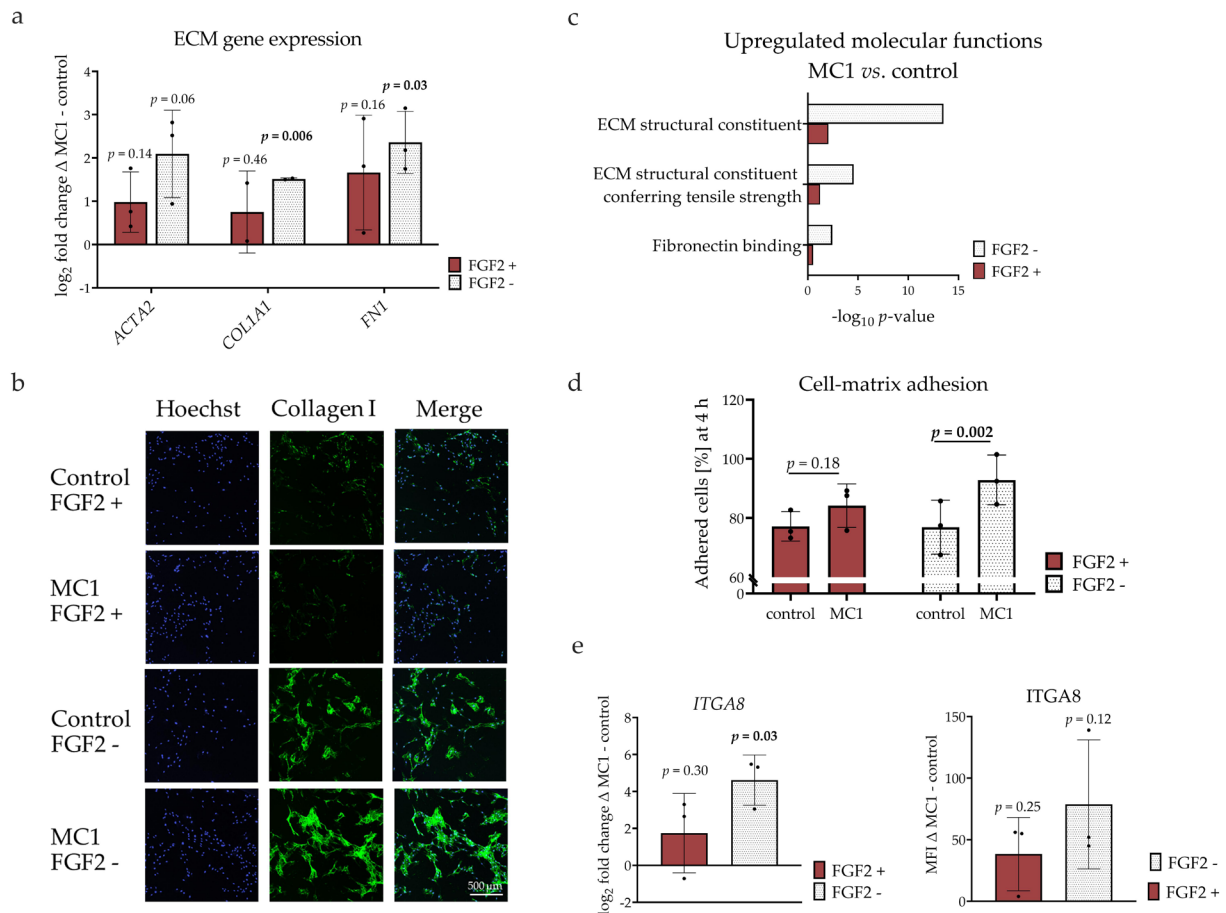 a
ECM gene expression
log2 fold change Δ MC1 - control
4
3
2
1
0
-1
p = 0.14
p = 0.06
p = 0.46
p = 0.006
p = 0.16
p = 0.03
ACTA2
COL1A1
FN1
FGF2 +
FGF2 -
b
Hoechst
Collagen I
Merge
Control
FGF2 +
MC1
FGF2 +
Control
FGF2 -
MC1
FGF2 -
500 µm
c
Upregulated molecular functions
MC1 vs. control
ECM structural constituent
ECM structural constituent
conferring tensile strength
Fibronectin binding
0
5
10
15
-log10 p-value
FGF2 -
FGF2 +
d
Cell-matrix adhesion
Adhered cells [%] at 4 h
120
100
80
60
0
p = 0.18
p = 0.002
control
MC1
control
MC1
FGF2 +
FGF2 -
e
ITGA8
log2 fold change Δ MC1 - control
8
6
4
2
0
-2
p = 0.30
p = 0.03
FGF2 +
FGF2 -
ITGA8
MFI Δ MC1 - control
150
100
50
0
p = 0.25
p = 0.12
FGF2 -
FGF2 +